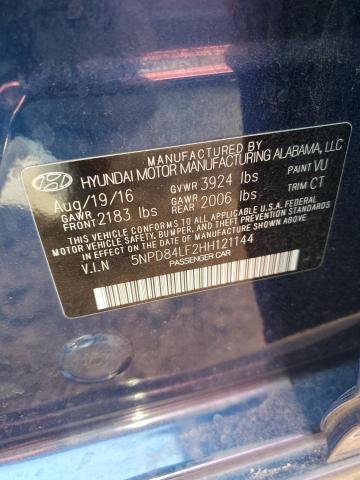 MANUFACTURED BY
HYUNDAI MOTOR MANUFACTURING ALABAMA, LLC
Aug/19/16 GVWR 3924 lbs PAINT VU
GAWR FRONT 2183 lbs GAWR REAR 2006 lbs TRIM CT
THIS VEHICLE CONFORMS TO ALL APPLICABLE U.S.A. FEDERAL
MOTOR VEHICLE SAFETY, BUMPER, AND THEFT PREVENTION STANDARDS
IN EFFECT ON THE DATE OF MANUFACTURE SHOWN ABOVE.
V.I.N 5NPD84LF2HH121144
PASSENGER CAR